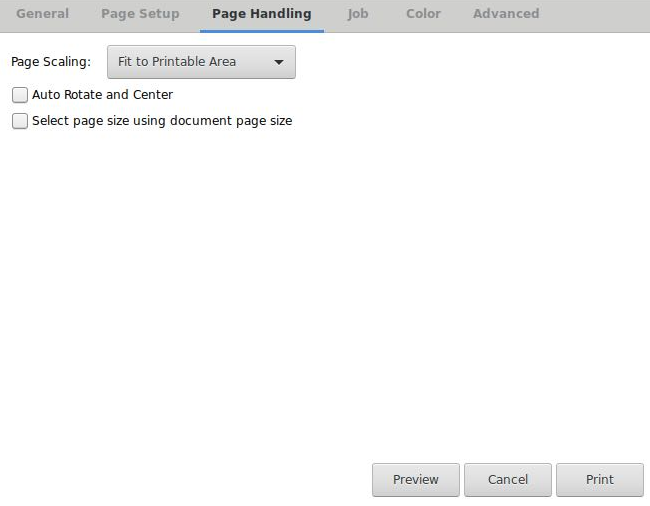 General Page Setup Page Handling Job Color Advanced
Page Scaling: Fit to Printable Area
Auto Rotate and Center
Select page size using document page size
Preview Cancel Print